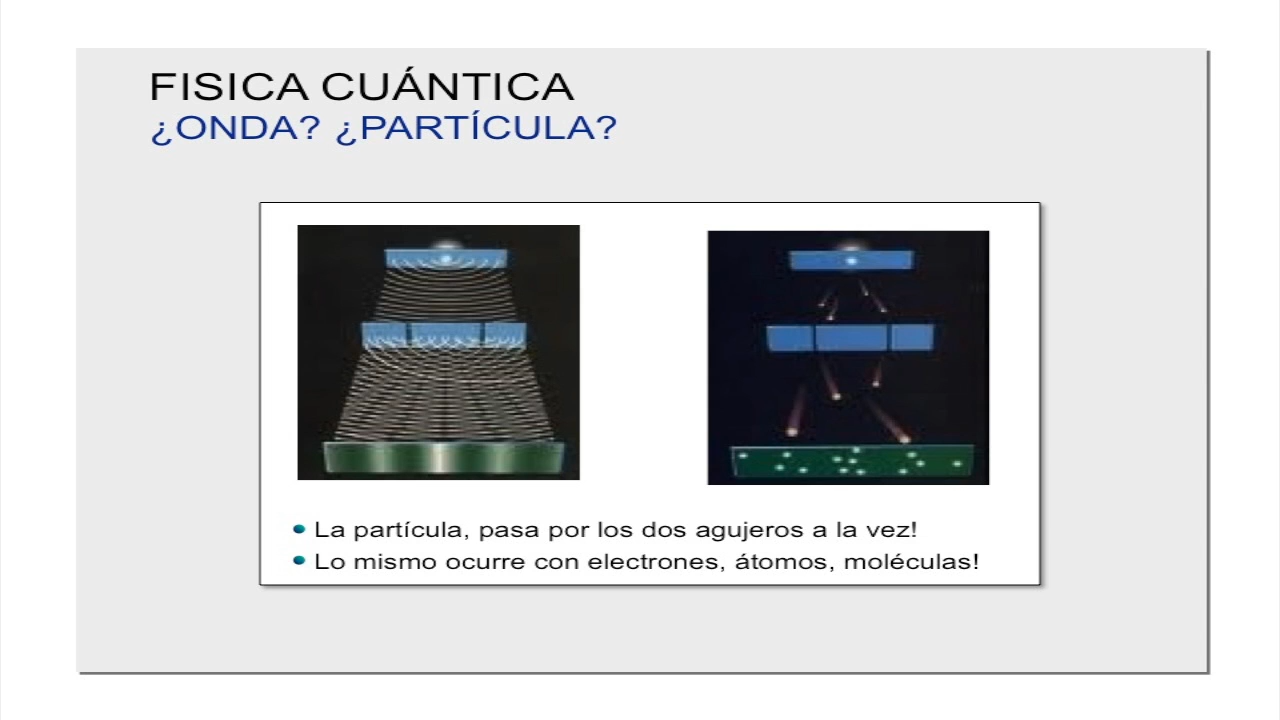 FISICA CUÁNTICA
¿ONDA? ¿PARTÍCULA?
La partícula, pasa por los dos agujeros a la vez!
Lo mismo ocurre con electrones, átomos, moléculas!